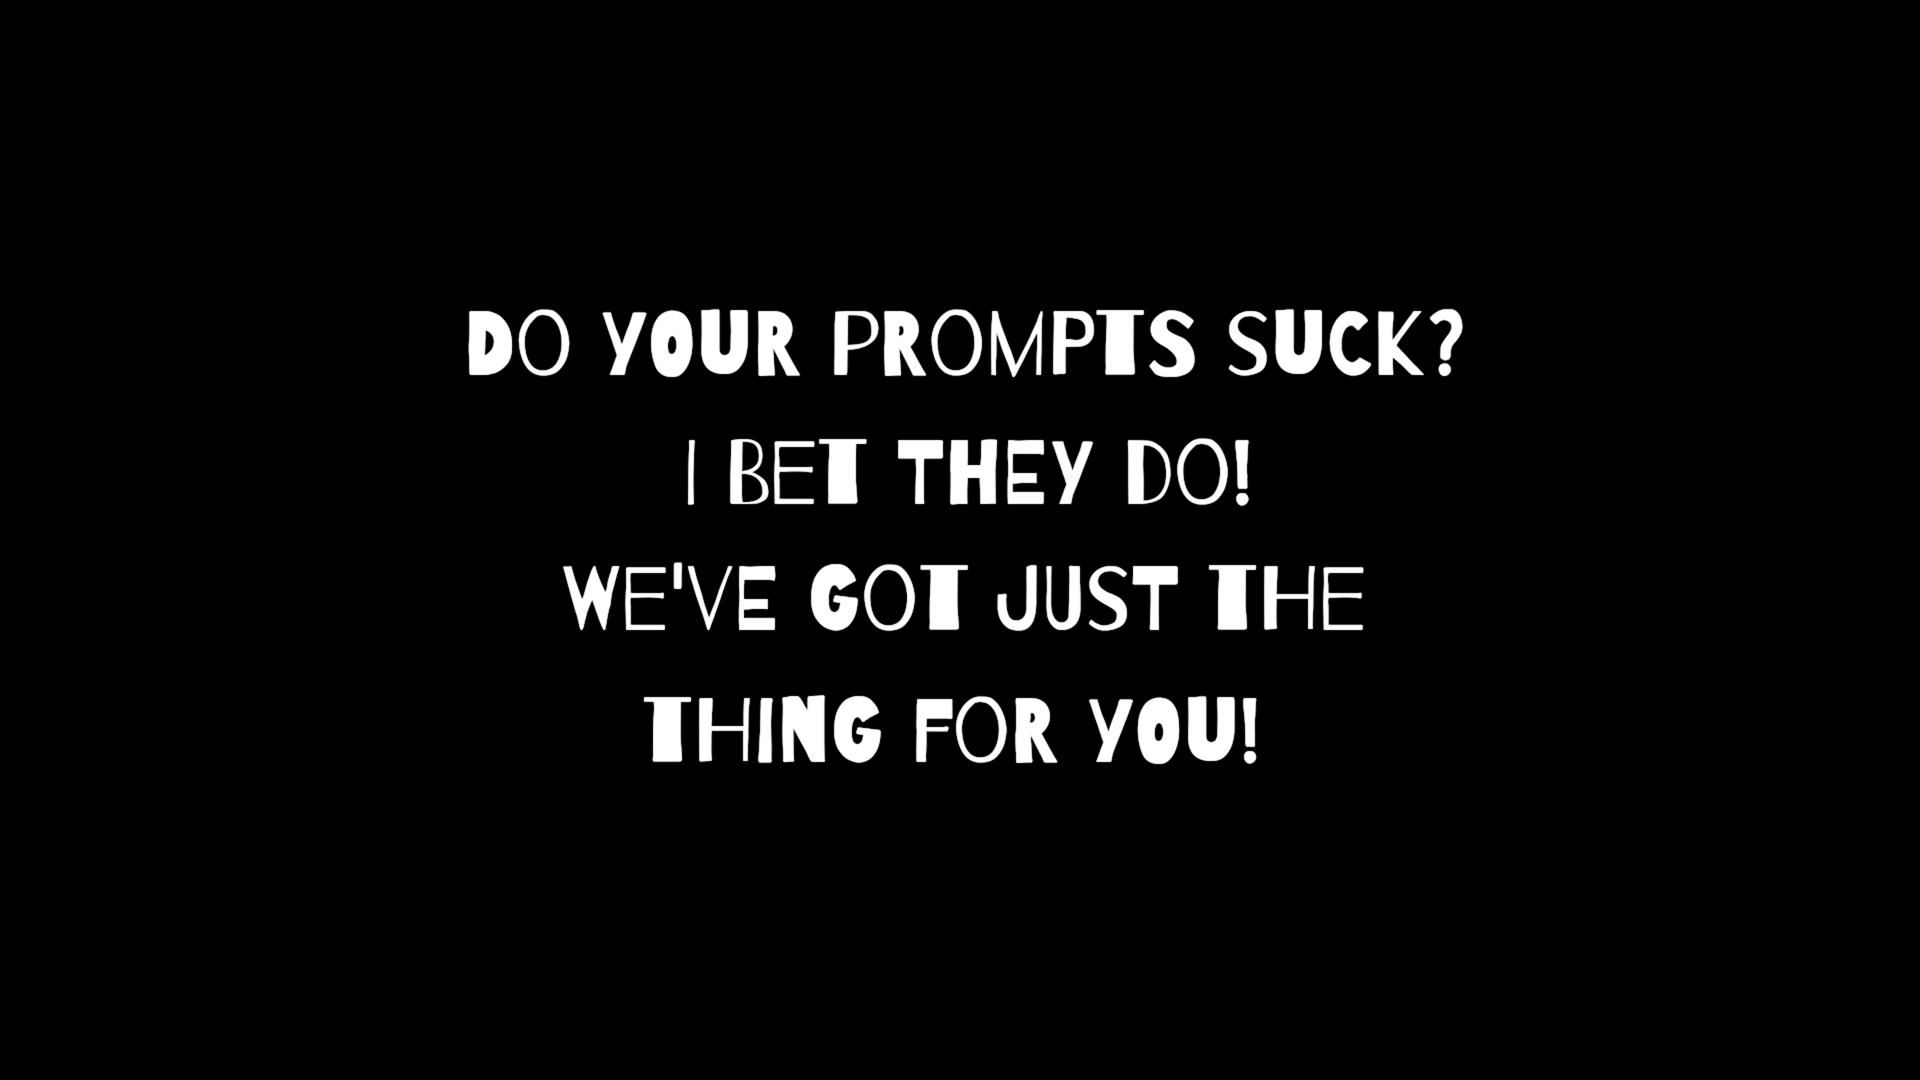 DO YOUR PROMPTS SUCK?
I BET THEY DO!
WE'VE GOT JUST THE
THING FOR YOU!